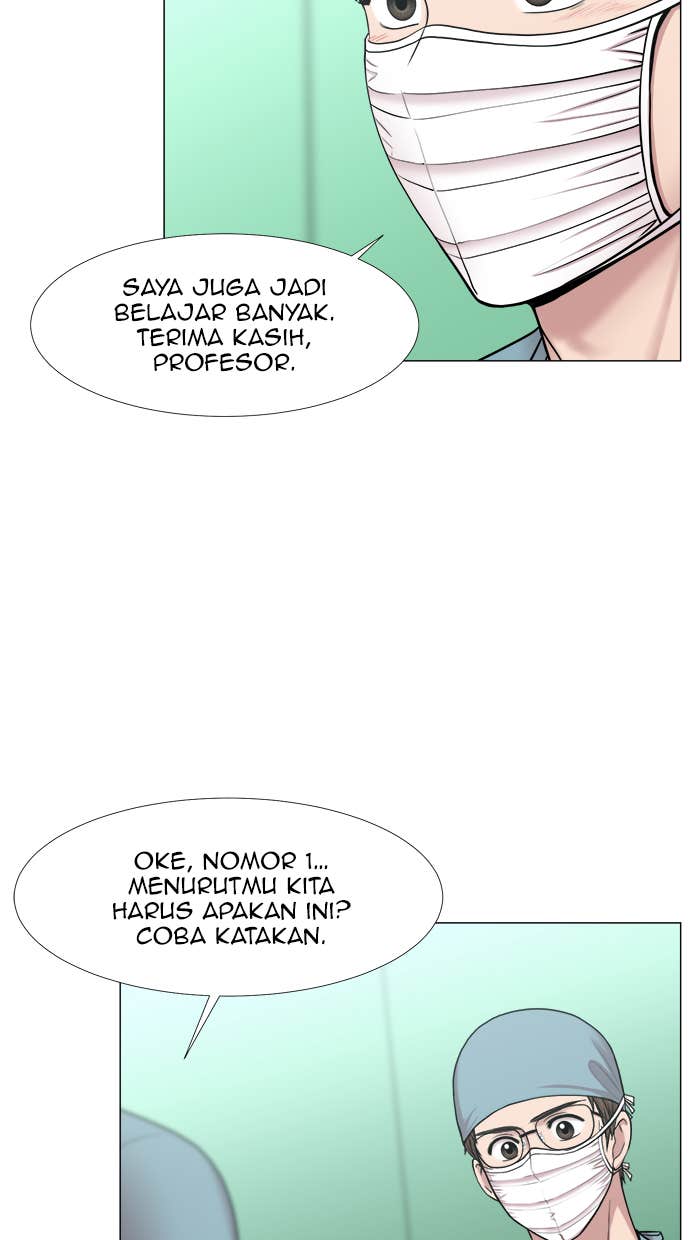 SAYA JUGA JADI
BELAJAR BANYAK.
TERIMA KASIH,
PROFESOR.
OKE, NOMOR 1...
MENURUTMU KITA
HARUS APAKAN INI?
COBA KATAKAN.